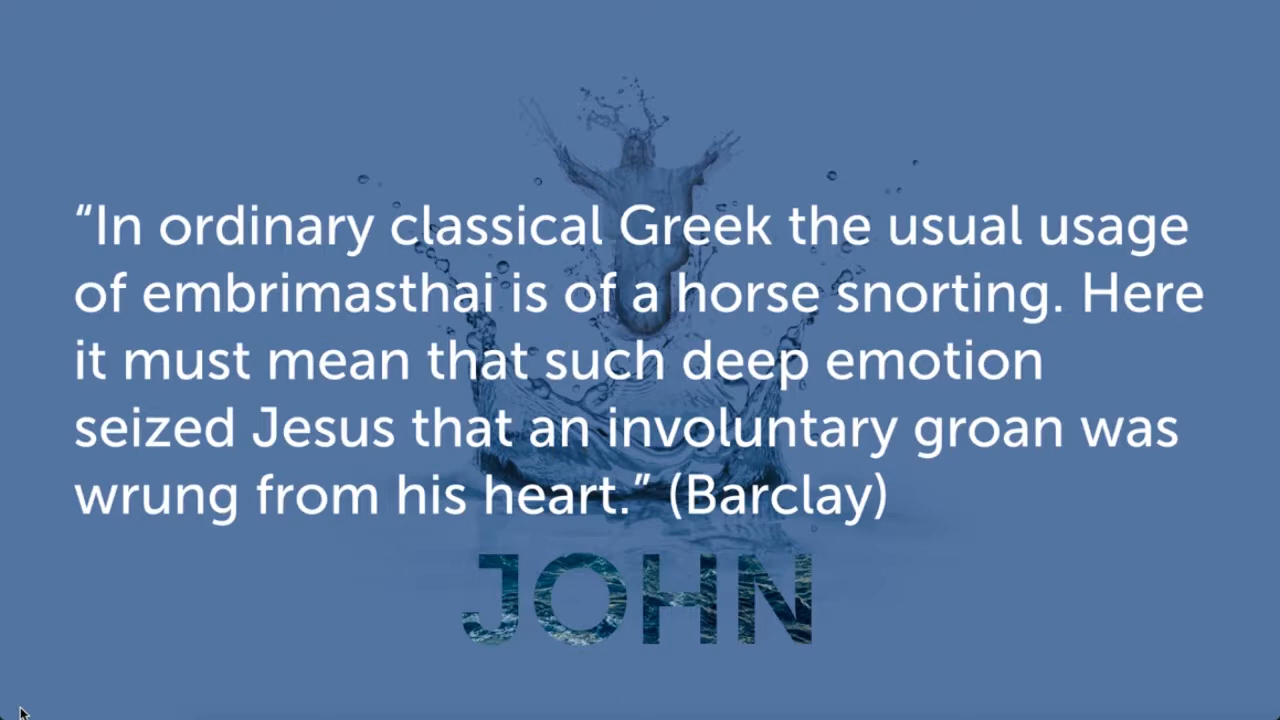 “In ordinary classical Greek the usual usage
of embrimasthai is of a horse snorting. Here
it must mean that such deep emotion
seized Jesus that an involuntary groan was
wrung from his heart.” (Barclay)
JOHN